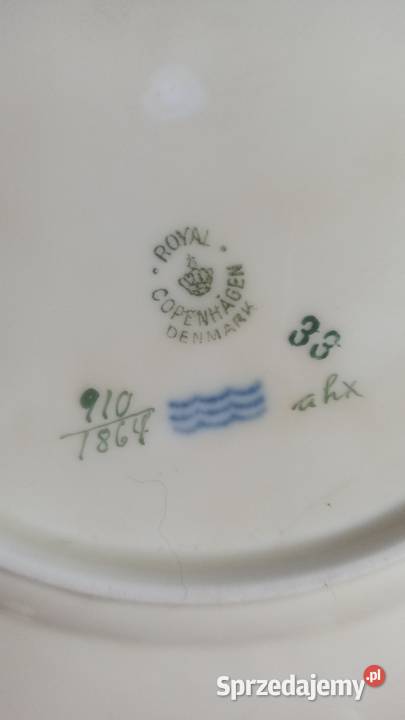 ROYAL
COPENHAGEN
DENMARK
33
910
1864
ahx
Sprzedajemy.pl